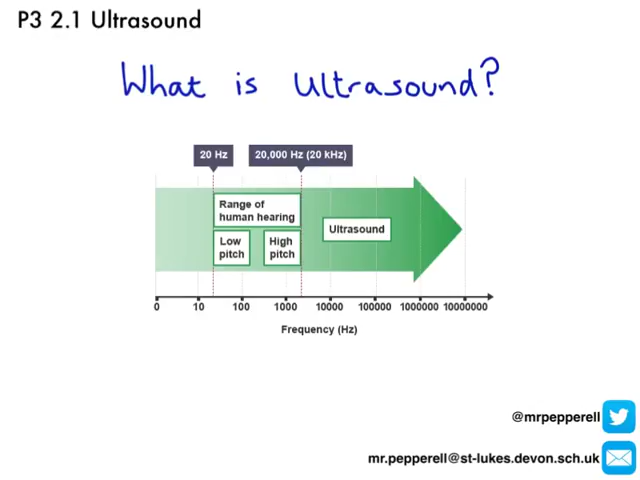 P3 2.1 Ultrasound
What is Ultrasound?
20 Hz
20,000 Hz (20 kHz)
Range of
human hearing
Low
pitch
High
pitch
Ultrasound
0 10 100 1000 10000 100000 1000000 10000000
Frequency (Hz)
@mrpepperell
mr.pepperell@st-lukes.devon.sch.uk